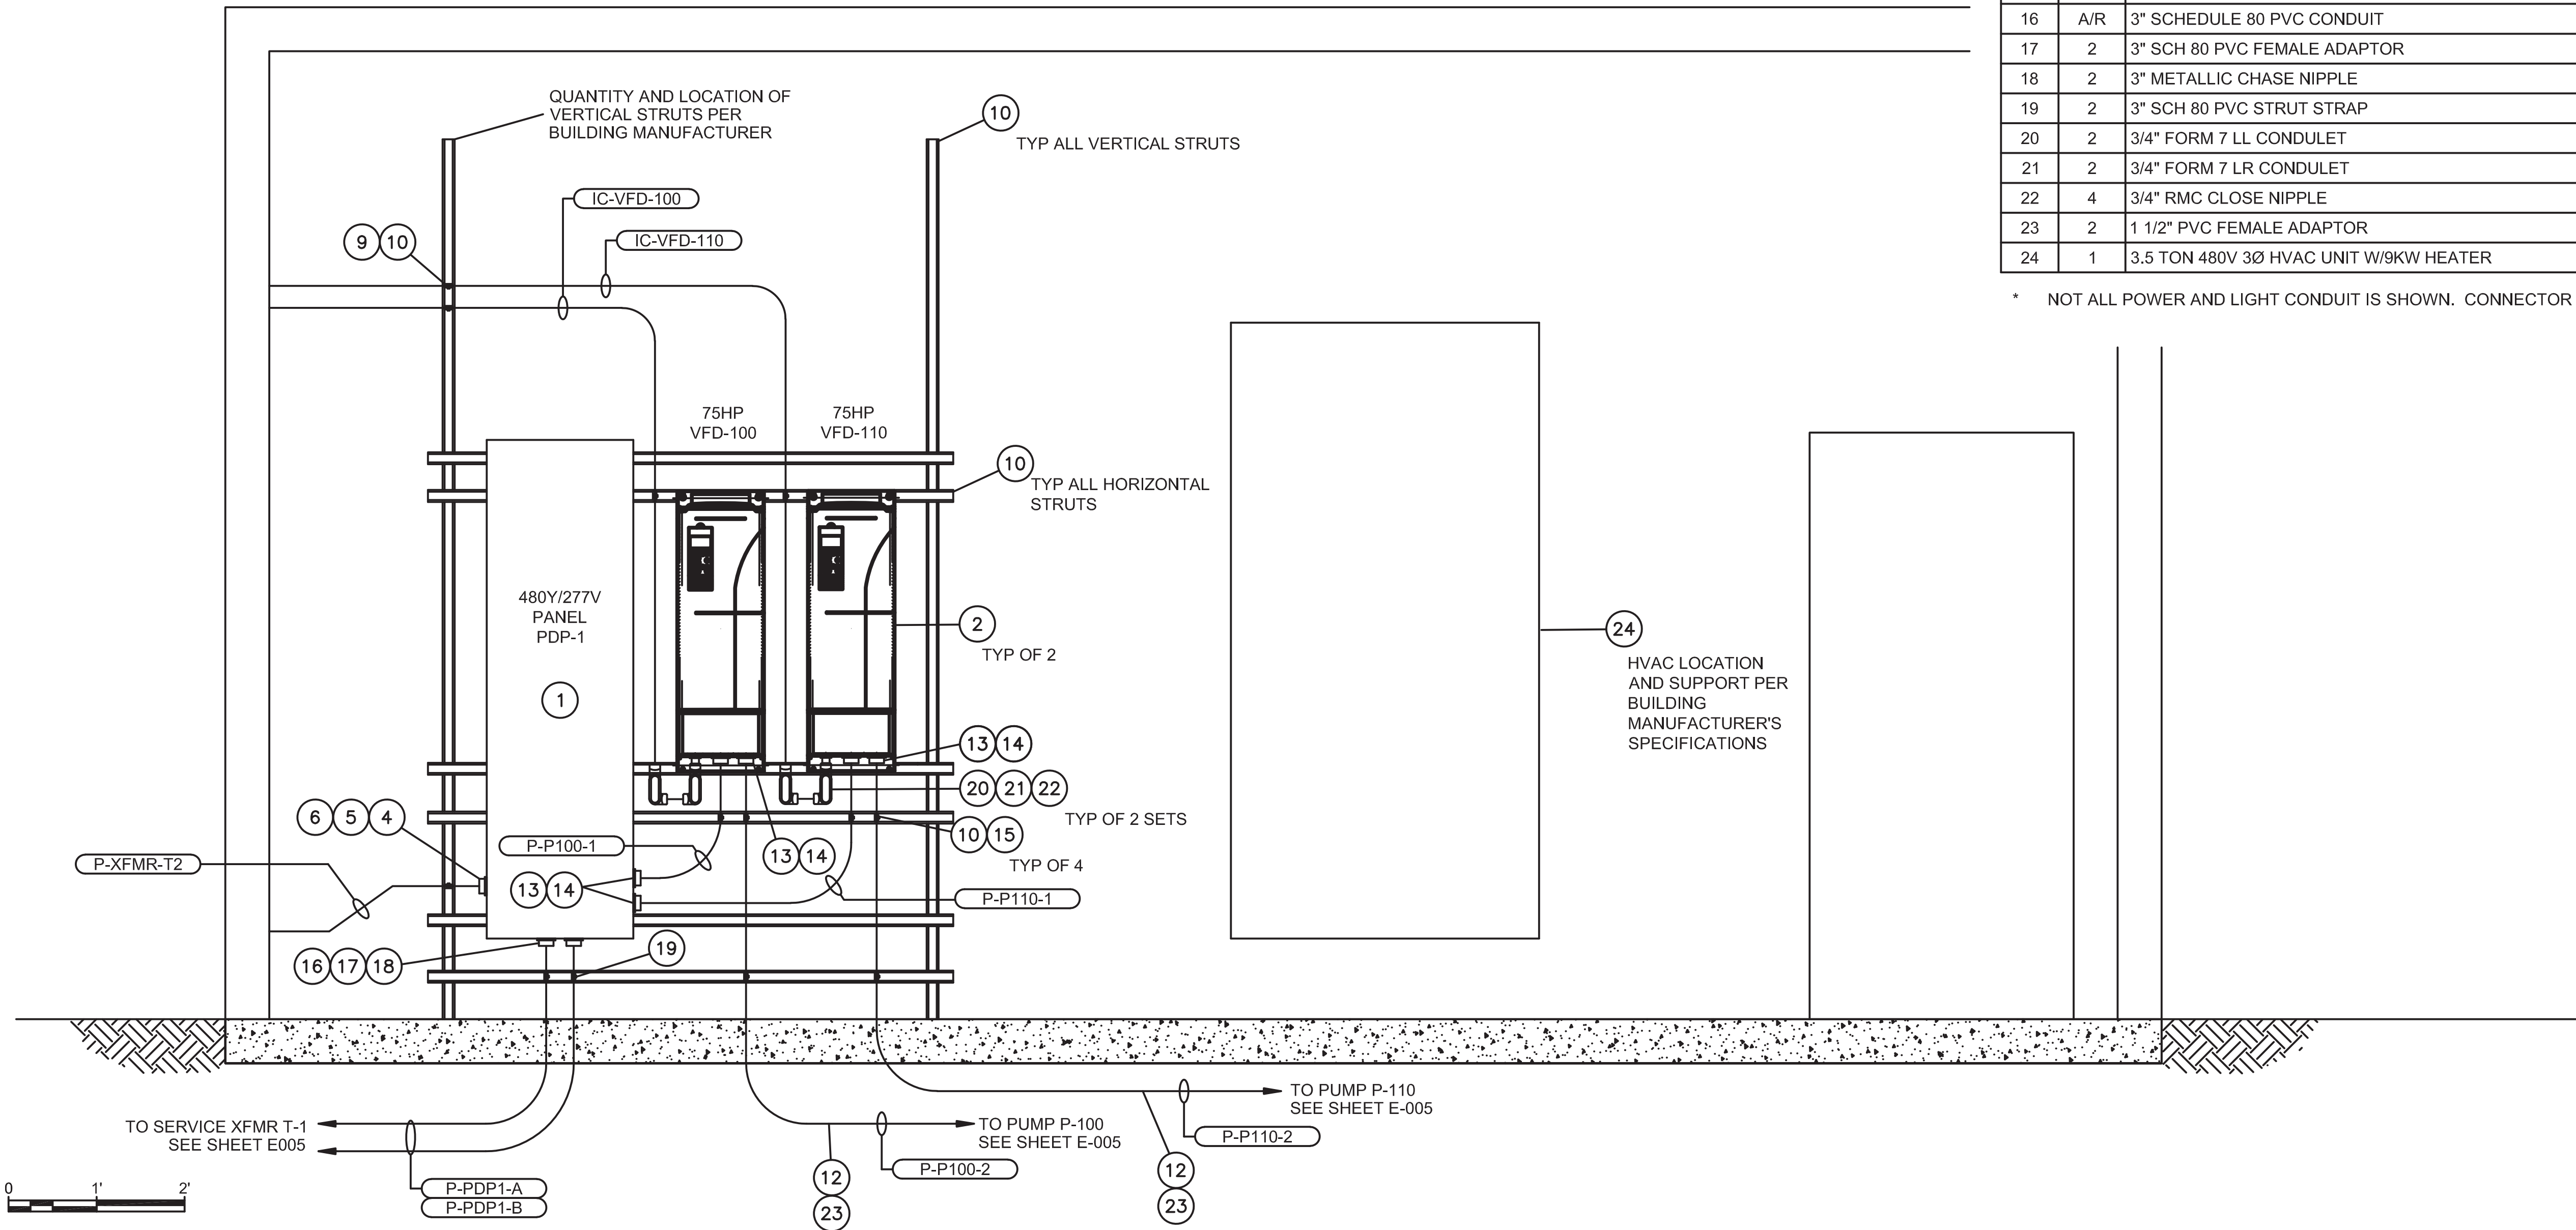 16 A/R 3" SCHEDULE 80 PVC CONDUIT
17 2 3" SCH 80 PVC FEMALE ADAPTOR
18 2 3" METALLIC CHASE NIPPLE
19 2 3" SCH 80 PVC STRUT STRAP
20 2 3/4" FORM 7 LL CONDULET
21 2 3/4" FORM 7 LR CONDULET
22 4 3/4" RMC CLOSE NIPPLE
23 2 1 1/2" PVC FEMALE ADAPTOR
24 1 3.5 TON 480V 3Ø HVAC UNIT W/9KW HEATER
* NOT ALL POWER AND LIGHT CONDUIT IS SHOWN. CONNECTOR
QUANTITY AND LOCATION OF
VERTICAL STRUTS PER
BUILDING MANUFACTURER
10
TYP ALL VERTICAL STRUTS
IC-VFD-100
IC-VFD-110
9 10
75HP
VFD-100
75HP
VFD-110
10
TYP ALL HORIZONTAL
STRUTS
480Y/277V
PANEL
PDP-1
1
2
TYP OF 2
24
HVAC LOCATION
AND SUPPORT PER
BUILDING
MANUFACTURER'S
SPECIFICATIONS
13 14
20 21 22
TYP OF 2 SETS
6 5 4
10 15
TYP OF 4
P-P100-1
13 14
P-XFMR-T2
13 14
P-P110-1
19
16 17 18
TO SERVICE XFMR T-1
SEE SHEET E005
TO PUMP P-100
SEE SHEET E-005
TO PUMP P-110
SEE SHEET E-005
P-P110-2
P-P100-2
12
23
12
23
P-PDP1-A
P-PDP1-B
0 1' 2'